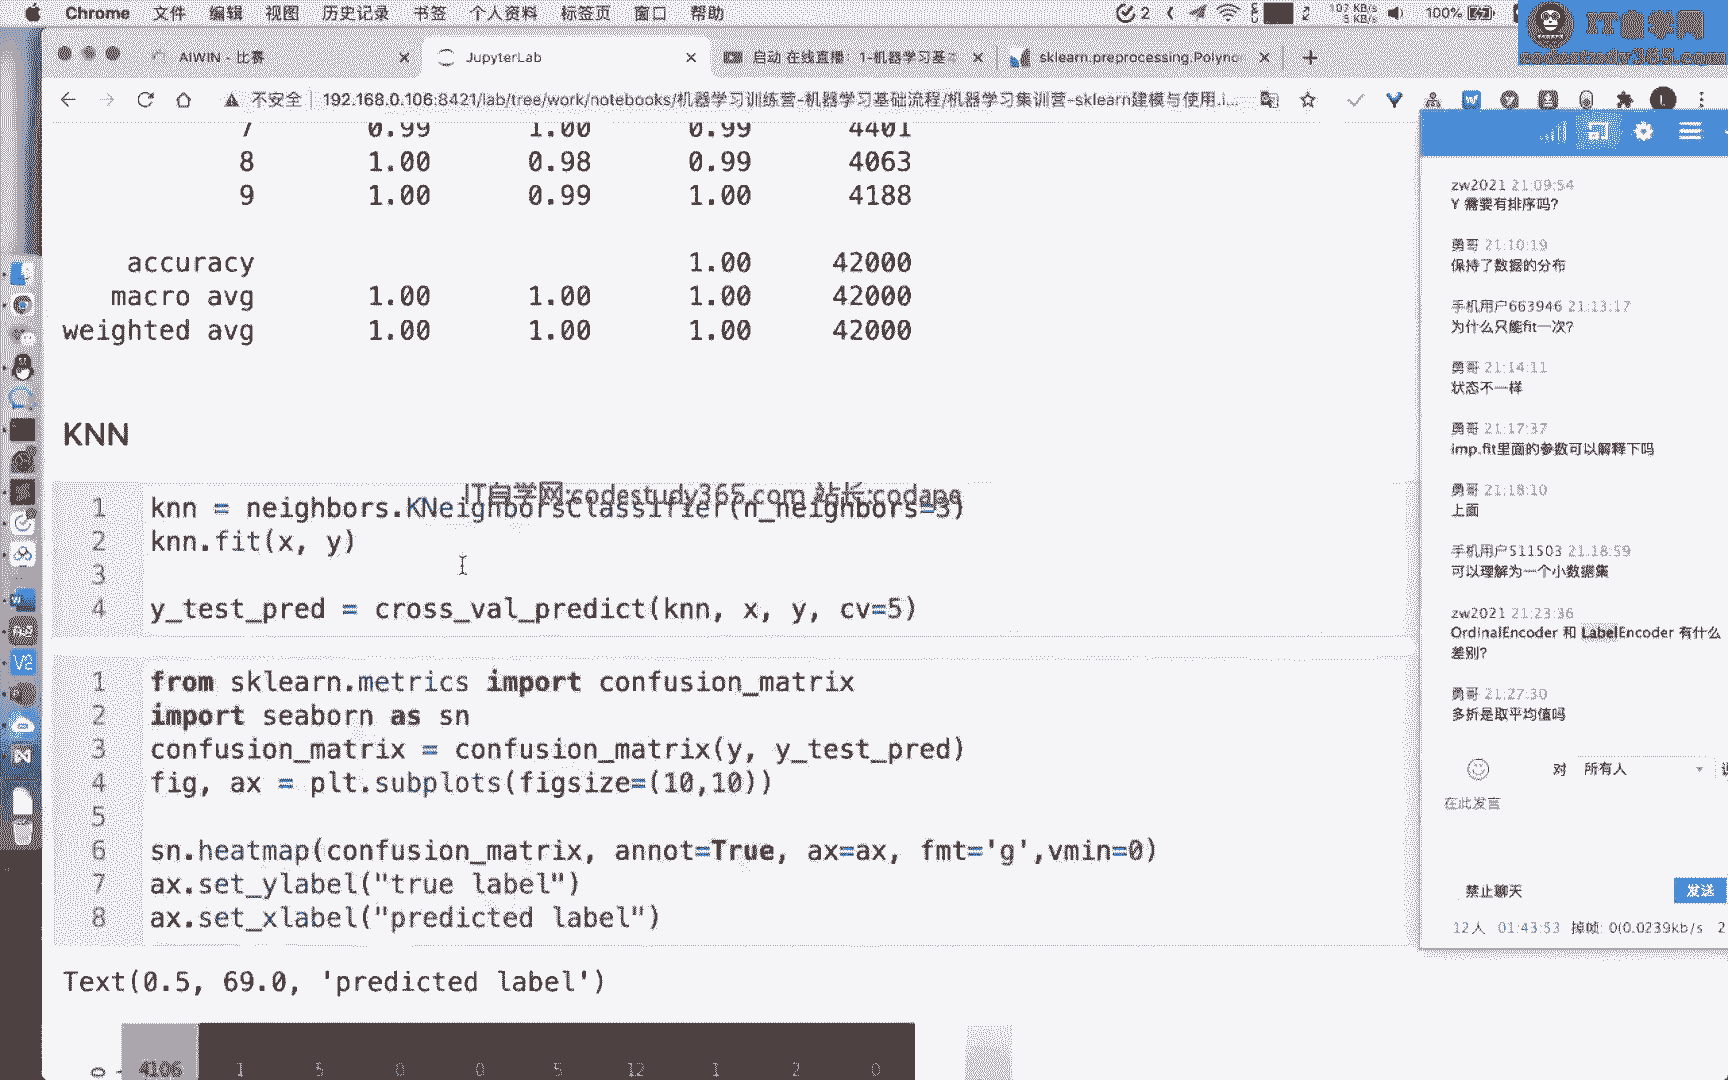 Chrome 文件 编辑 视图 历史记录 书签 个人资料 标签页 窗口 帮助
2
107 KB/s
5 KB/s
100%
IT自学网
codestudy365.com
AIWIN - 比赛
JupyterLab
启动 在线直播: 1-机器学习基
sklearn.preprocessing.Polyno
不安全
192.168.0.106:8421/lab/tree/work/notebooks/机器学习训练营-机器学习基础流程/机器学习集训营-sklearn建模与使用.i...
7 0.99 1.00 0.99 4401
8 1.00 0.98 0.99 4063
9 1.00 0.99 1.00 4188
accuracy 1.00 42000
macro avg 1.00 1.00 1.00 42000
weighted avg 1.00 1.00 1.00 42000
KNN
IT自学网:codestudy365.com 站长:codape
1 knn = neighbors.KNeighborsClassifier(n_neighbors=3)
2 knn.fit(x, y)
3
4 y_test_pred = cross_val_predict(knn, x, y, cv=5)
1 from sklearn.metrics import confusion_matrix
2 import seaborn as sn
3 confusion_matrix = confusion_matrix(y, y_test_pred)
4 fig, ax = plt.subplots(figsize=(10,10))
5
6 sn.heatmap(confusion_matrix, annot=True, ax=ax, fmt='g',vmin=0)
7 ax.set_ylabel("true label")
8 ax.set_xlabel("predicted label")
Text(0.5, 69.0, 'predicted label')
0 4106 1 5 0 0 5 12 1 2 0
zw2021 21:09:54
Y 需要有排序吗?
勇哥 21:10:19
保持了数据的分布
手机用户663946 21:13:17
为什么只能fit一次?
勇哥 21:14:11
状态不一样
勇哥 21:17:37
imp.fit里面的参数可以解释下吗
勇哥 21:18:10
上面
手机用户511503 21:18:59
可以理解为一个小数据集
zw2021 21:23:36
OrdinalEncoder 和 LabelEncoder 有什么
差别?
勇哥 21:27:30
多折是取平均值吗
对 所有人
在此发言
禁止聊天
发送
12人 01:43:53 掉帧: 0(0.0239kb/s 2